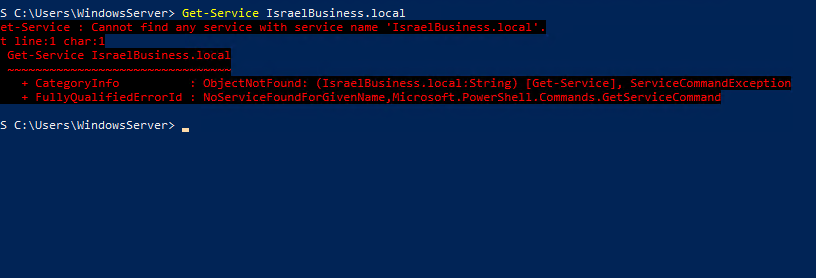 S C:\Users\WindowsServer> Get-Service IsraelBusiness.local
et-Service : Cannot find any service with service name 'IsraelBusiness.local'.
t line:1 char:1
Get-Service IsraelBusiness.local
~~~~~~~~~~~~~~~~~~~~~~~~~~~~~~~~
+ CategoryInfo          : ObjectNotFound: (IsraelBusiness.local:String) [Get-Service], ServiceCommandException
+ FullyQualifiedErrorId : NoServiceFoundForGivenName,Microsoft.PowerShell.Commands.GetServiceCommand
S C:\Users\WindowsServer> _